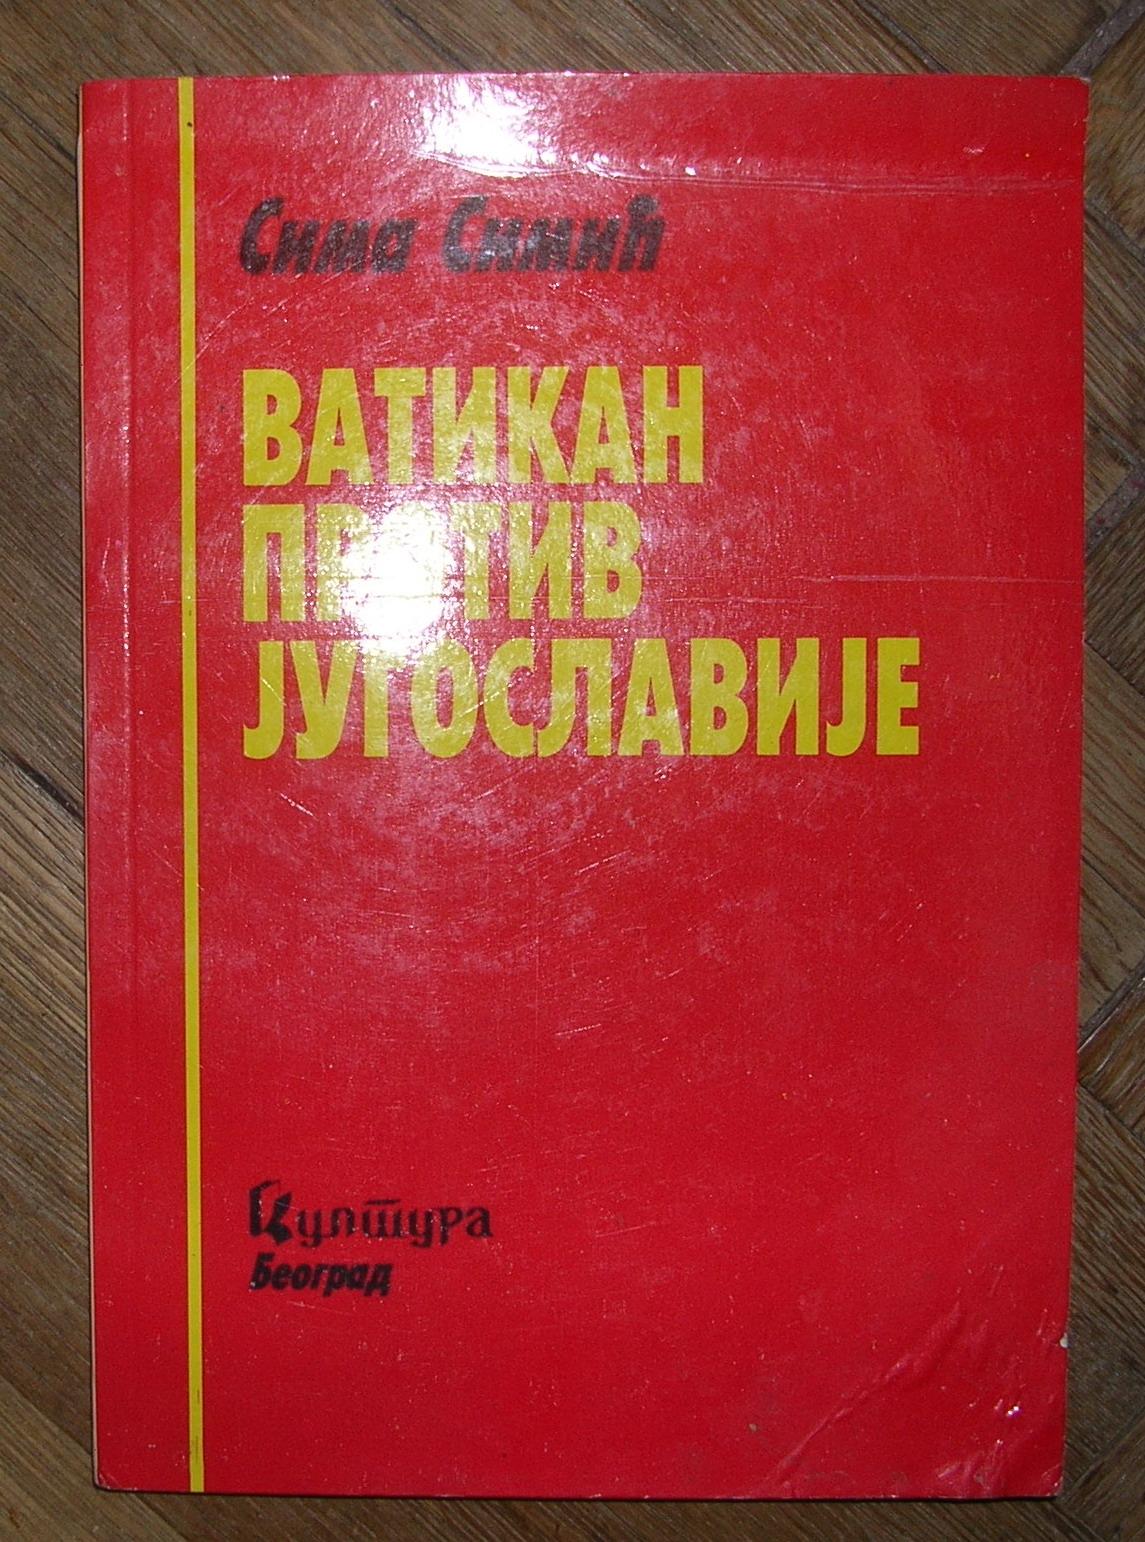 Сима Симић
ВАТИКАН
ПРОТИВ
ЈУГОСЛАВИЈЕ
Култура
Београд